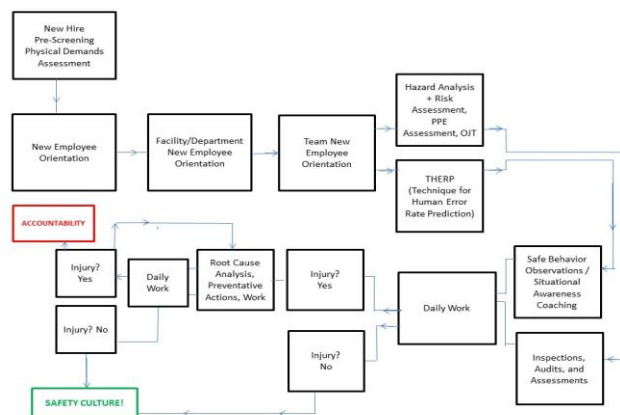 New Hire
Pre-Screening
Physical Demands
Assessment
New Employee
Orientation
Facility/Department
New Employee
Orientation
Team New
Employee
Orientation
Hazard Analysis
+ Risk
Assessment,
PPE
Assessment, OJT
THERP
(Technique for
Human Error
Rate Prediction)
ACCOUNTABILITY
Injury?
Yes
Daily
Work
Root Cause
Analysis,
Preventative
Actions, Work
Injury?
Yes
Daily Work
Safe Behavior
Observations /
Situational
Awareness
Coaching
Injury? No
Injury?
No
Inspections,
Audits, and
Assessments
SAFETY CULTURE!